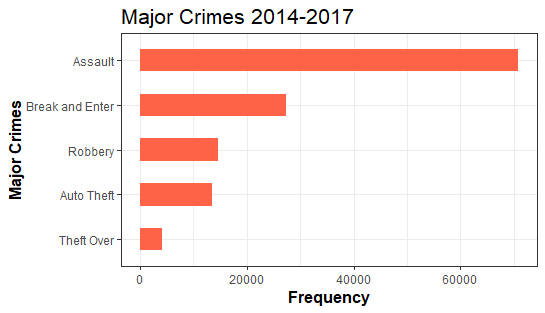 Major Crimes 2014-2017
Major Crimes
Assault
Break and Enter
Robbery
Auto Theft
Theft Over
0 20000 40000 60000
Frequency